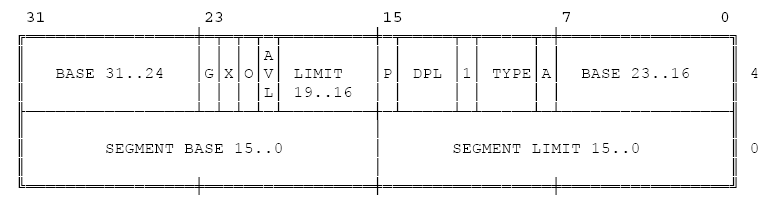 31 23 15 7 0
BASE 31..24 G X O AVL LIMIT 19..16 P DPL 1 TYPE A BASE 23..16 4
SEGMENT BASE 15..0 SEGMENT LIMIT 15..0 0